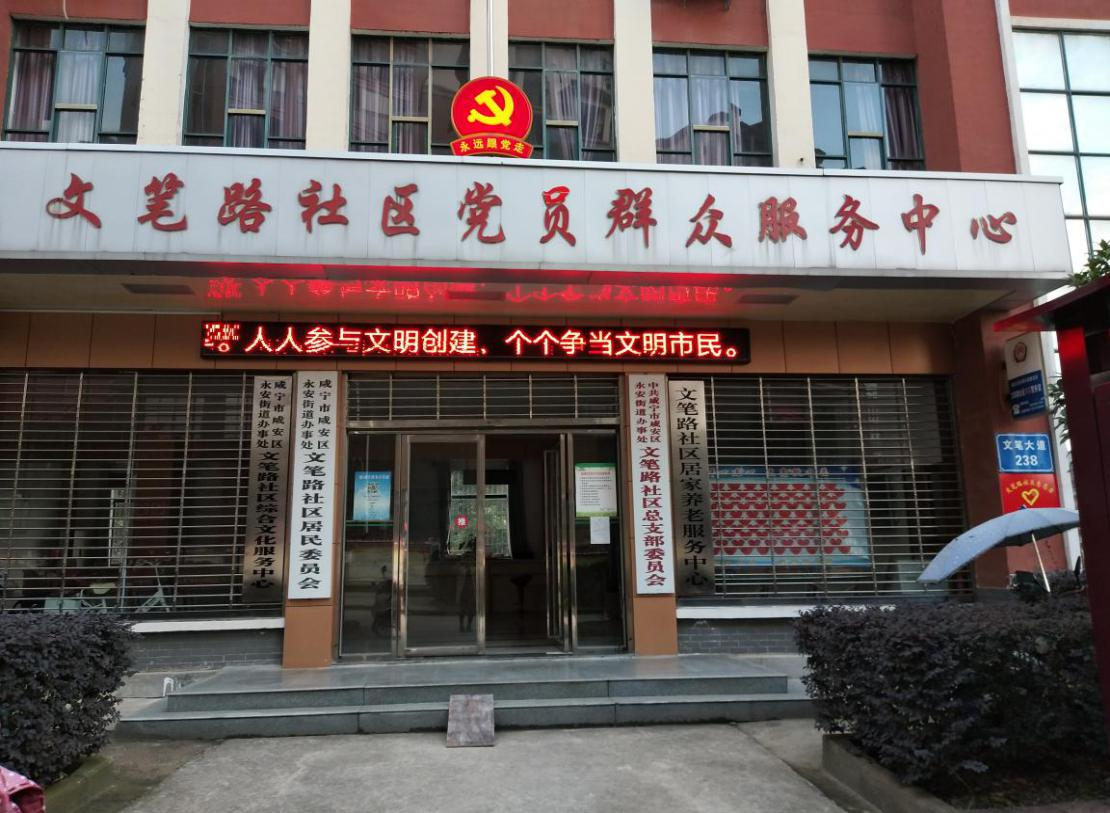 永远跟党走
文笔路社区党员群众服务中心
人人参与文明创建、个个争当文明市民。
咸宁市咸安区
永安街道办事处
文笔路社区综合文化服务中心
咸宁市咸安区
永安街道办事处
文笔路社区居民委员会
中共咸宁市咸安区
永安街道办事处
文笔路社区总支部委员会
文笔路社区居家养老服务中心
推
文笔大道
238